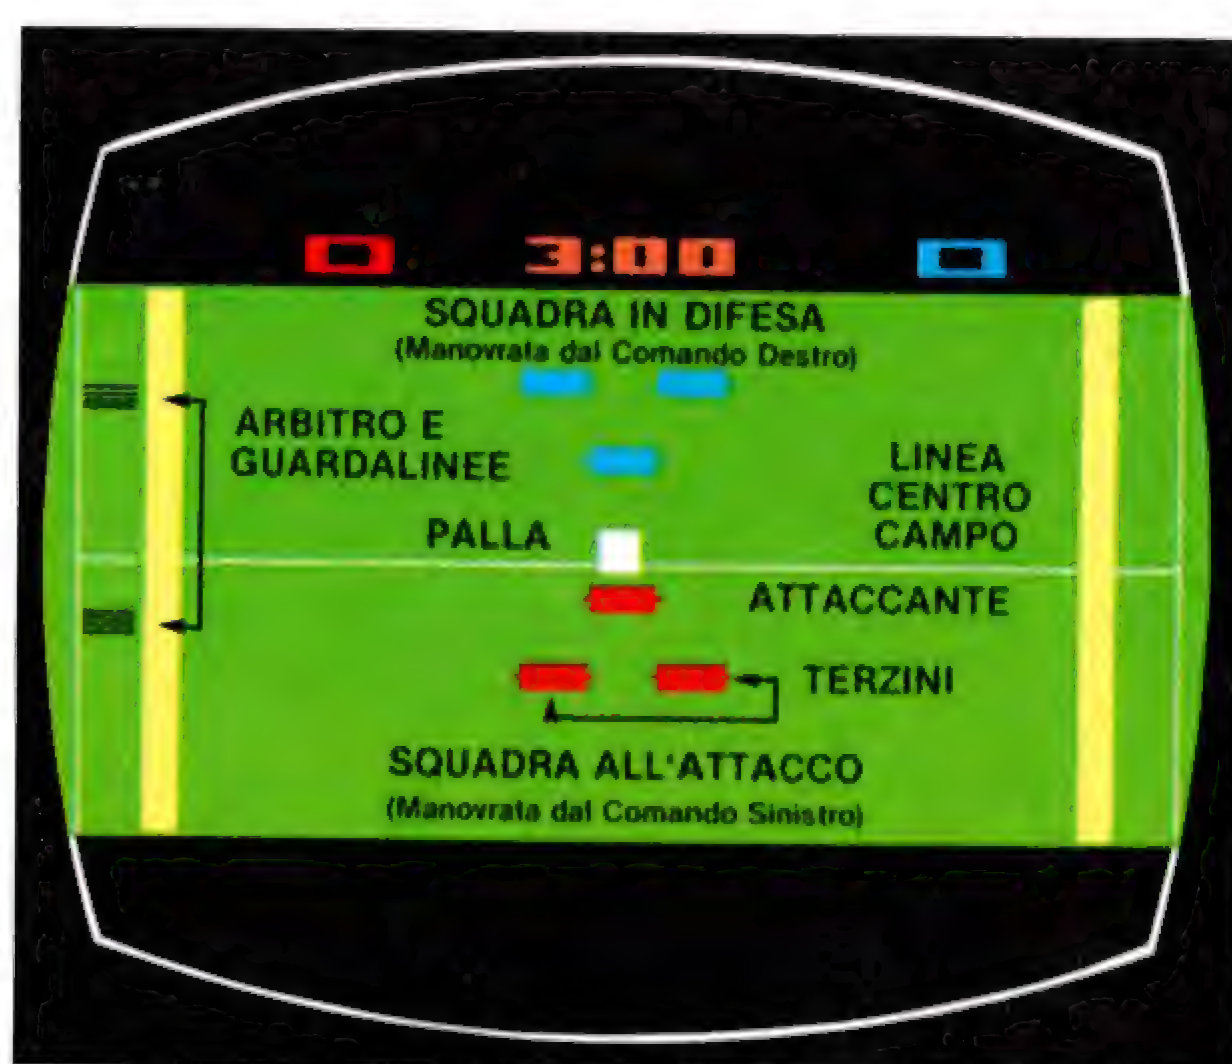 0 3:00 0
SQUADRA IN DIFESA
(Manovrata dal Comando Destro)
ARBITRO E
GUARDALINEE
LINEA
CENTRO
CAMPO
PALLA
ATTACCANTE
TERZINI
SQUADRA ALL'ATTACCO
(Manovrata dal Comando Sinistro)